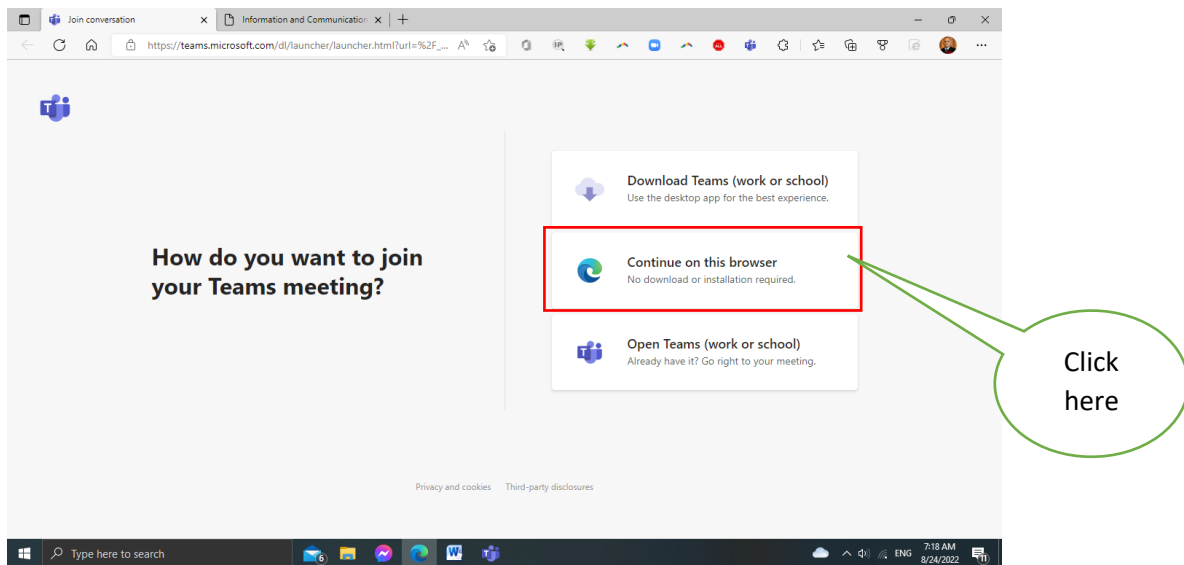 Join conversation
Information and Communication
https://teams.microsoft.com/dl/launcher/launcher.html?url=%2F_...
Download Teams (work or school)
Use the desktop app for the best experience.
How do you want to join
your Teams meeting?
Continue on this browser
No download or installation required.
Open Teams (work or school)
Already have it? Go right to your meeting.
Click
here
Privacy and cookies Third-party disclosures
Type here to search
6
ENG
7:18 AM
8/24/2022
11